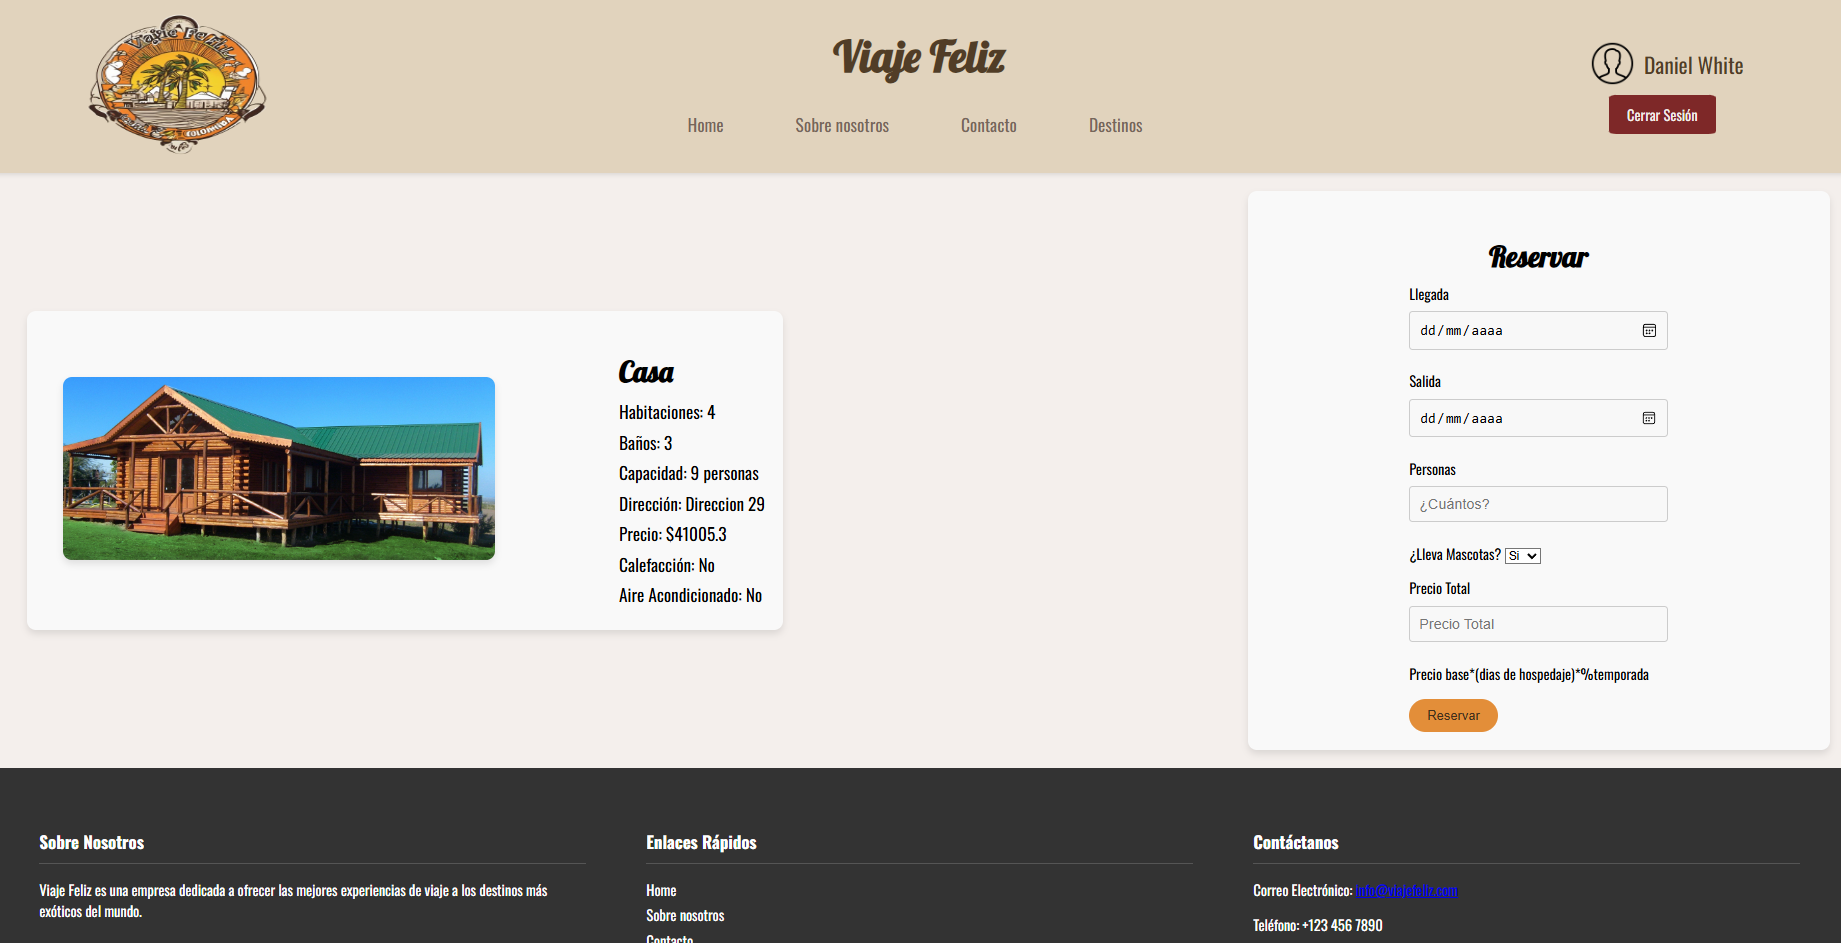 Viaje Feliz
COLOMBIA
Viaje Feliz
Home
Sobre nosotros
Contacto
Destinos
Daniel White
Cerrar Sesión
Casa
Habitaciones: 4
Baños: 3
Capacidad: 9 personas
Dirección: Direccion 29
Precio: $41005.3
Calefacción: No
Aire Acondicionado: No
Reservar
Llegada
dd/mm/aaaa
Salida
dd/mm/aaaa
Personas
¿Cuántos?
¿Lleva Mascotas? Si
Precio Total
Precio Total
Precio base*(dias de hospedaje)*%temporada
Reservar
Sobre Nosotros
Viaje Feliz es una empresa dedicada a ofrecer las mejores experiencias de viaje a los destinos más
exóticos del mundo.
Enlaces Rápidos
Home
Sobre nosotros
Contacto
Contáctanos
Correo Electrónico: info@viajefeliz.com
Teléfono: +123 456 7890